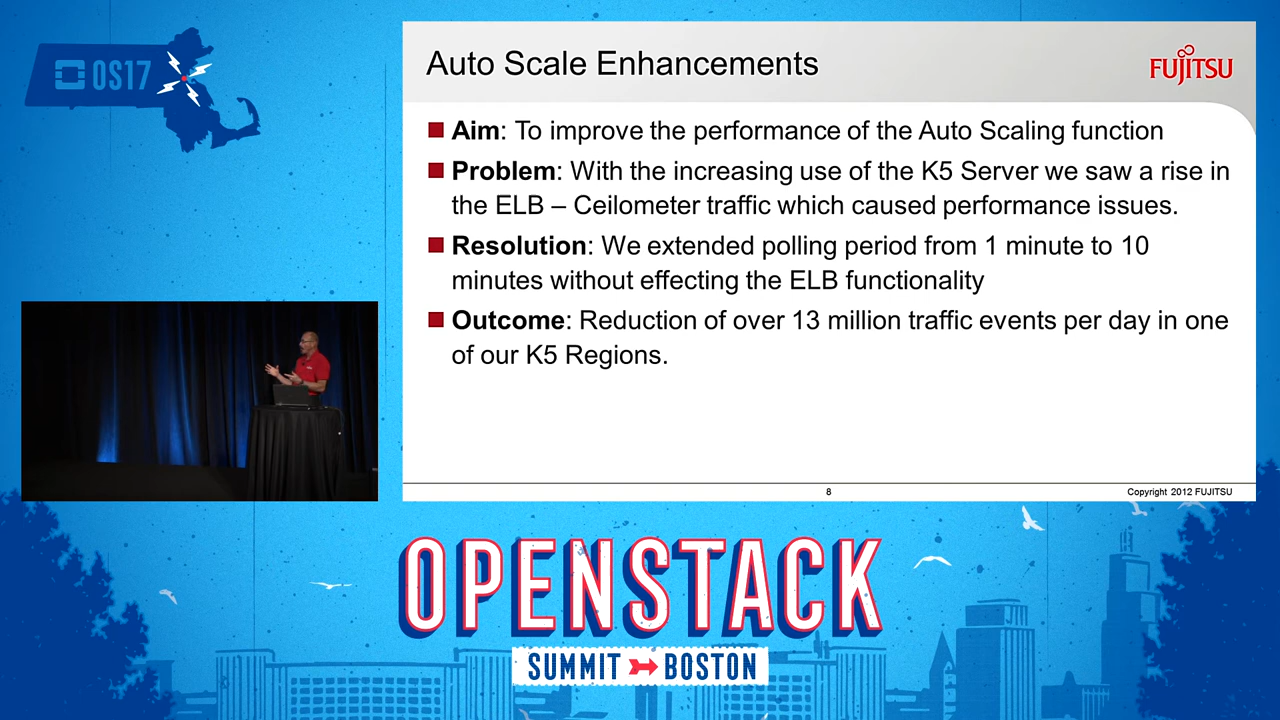 OS17
Auto Scale Enhancements
FUJITSU
Aim: To improve the performance of the Auto Scaling function
Problem: With the increasing use of the K5 Server we saw a rise in
the ELB – Ceilometer traffic which caused performance issues.
Resolution: We extended polling period from 1 minute to 10
minutes without effecting the ELB functionality
Outcome: Reduction of over 13 million traffic events per day in one
of our K5 Regions.
8
Copyright 2012 FUJITSU
OPENSTACK
SUMMIT BOSTON